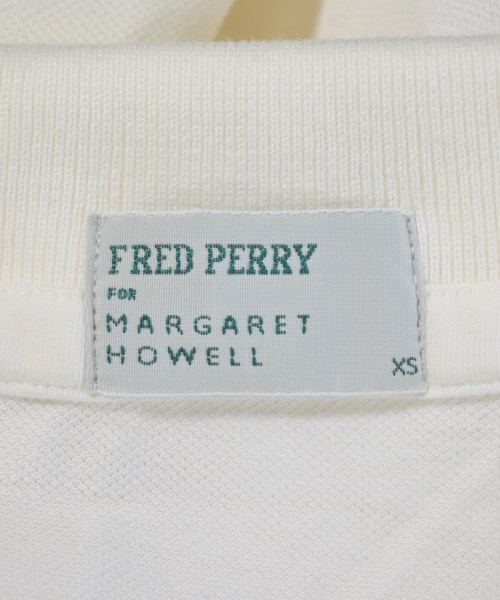 FRED PERRY
FOR
MARGARET
HOWELL
XS